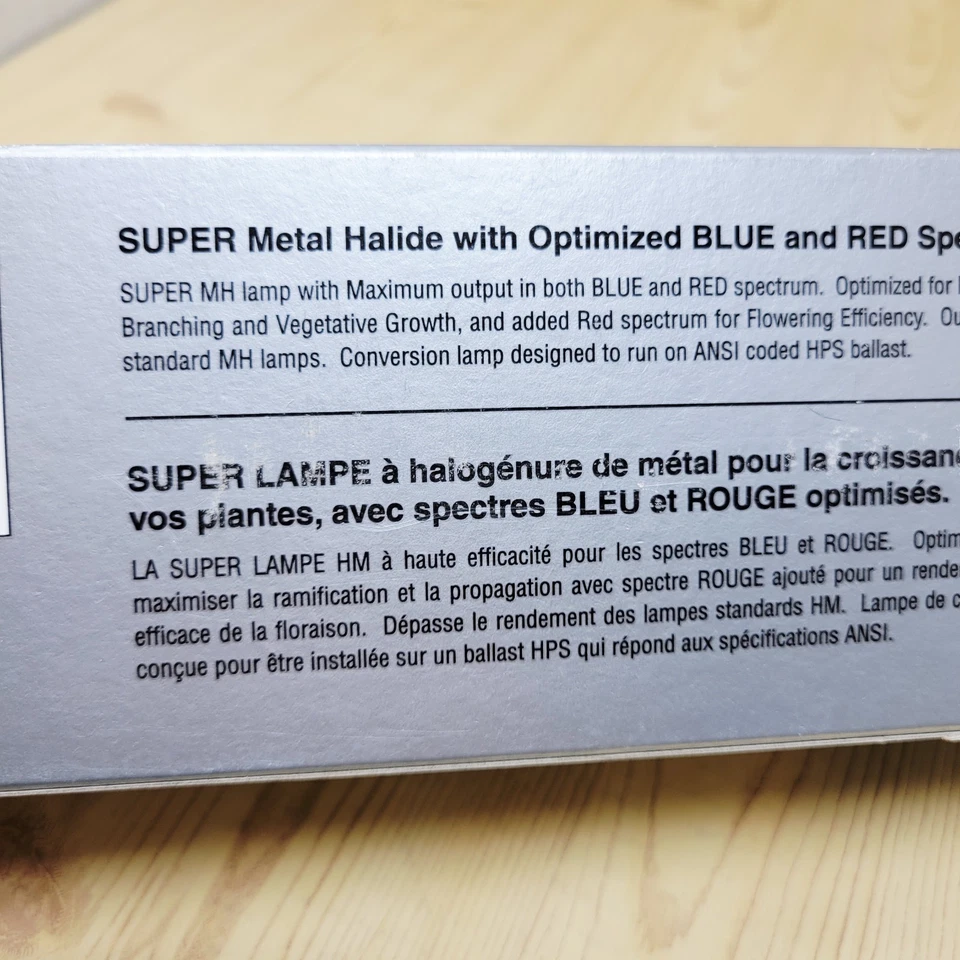 SUPER Metal Halide with Optimized BLUE and RED
SUPER MH lamp with Maximum output in both BLUE and RED spectrum. Optimized for
Branching and Vegetative Growth, and added Red spectrum for Flowering Efficiency.
standard MH lamps. Conversion lamp designed to run on ANSI coded HPS ballast.
SUPER LAMPE à halogénure de métal pour la
vos plantes, avec spectres BLEU et ROUGE optimisés.
LA SUPER LAMPE HM à haute efficacité pour les spectres BLEU et ROUGE.
maximiser la ramification et la propagation avec spectre ROUGE ajouté pour un
efficace de la floraison. Dépasse le rendement des lampes standards HM. Lampe de
conçue pour être installée sur un ballast HPS qui répond aux spécifications ANSI.